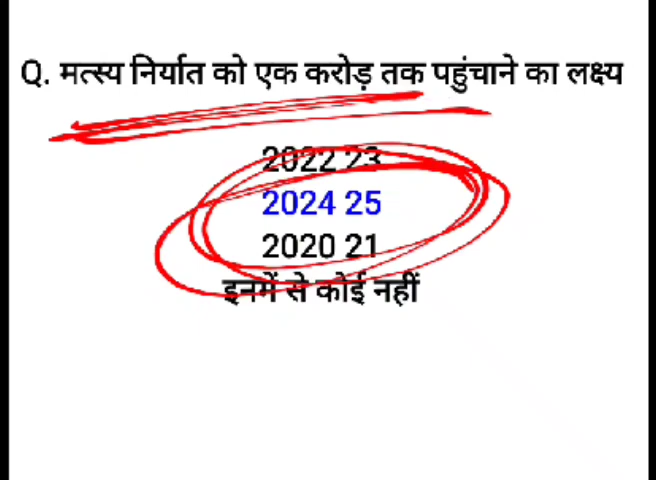 Q. मत्स्य निर्यात को एक करोड़ तक पहुंचाने का लक्ष्य
2022 23
2024 25
2020 21
इनमें से कोई नहीं